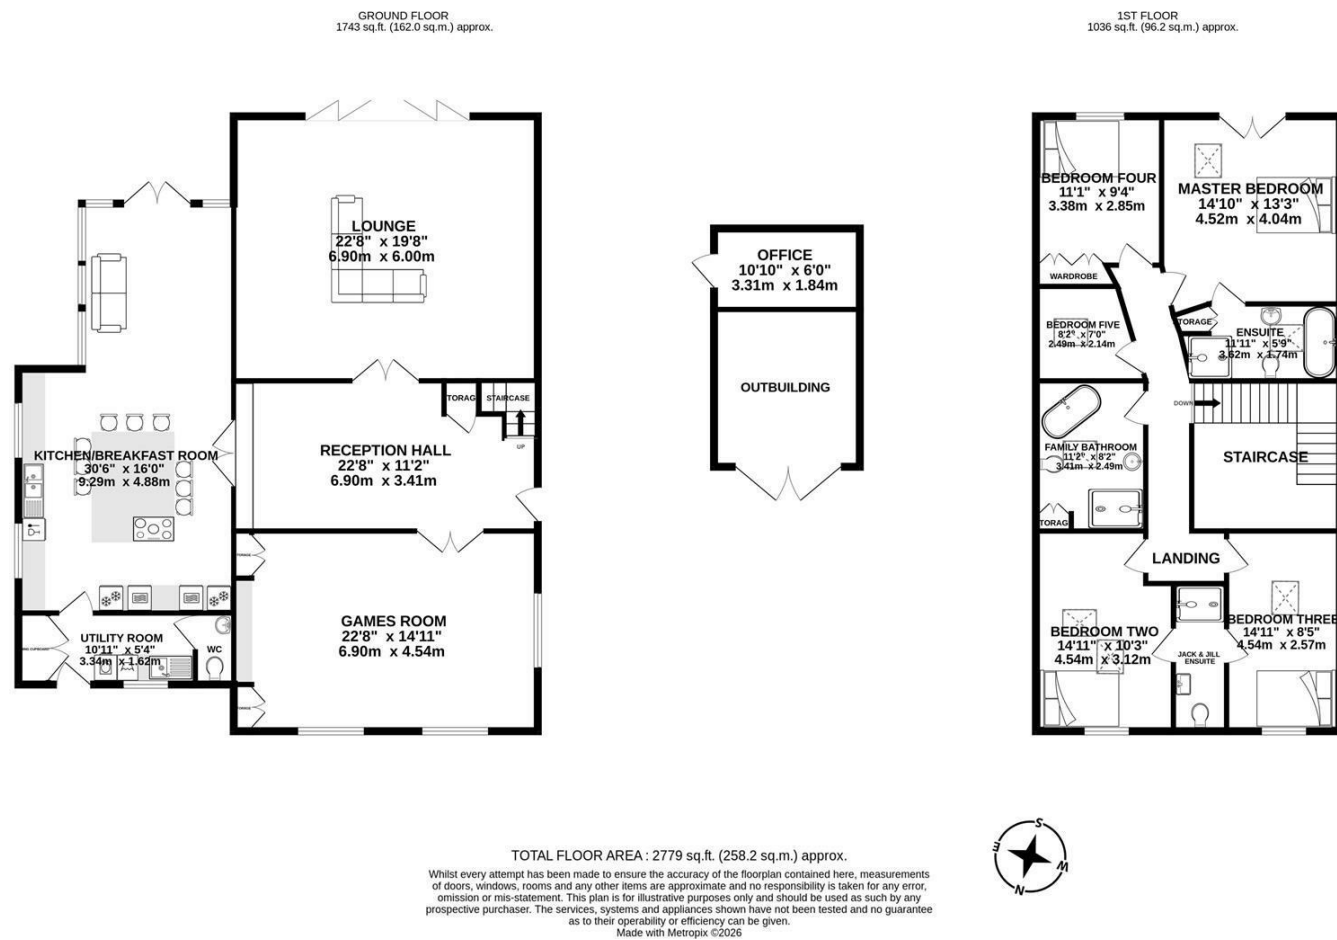 GROUND FLOOR
1743 sq.ft. (162.0 sq.m.) approx.
1ST FLOOR
1036 sq.ft. (96.2 sq.m.) approx.
LOUNGE
22'8" x 19'8"
6.90m x 6.00m
KITCHEN/BREAKFAST ROOM
30'6" x 16'0"
9.29m x 4.88m
RECEPTION HALL
22'8" x 11'2"
6.90m x 3.41m
TORAG
STAIRCASE
UP
GAMES ROOM
22'8" x 14'11"
6.90m x 4.54m
UTILITY ROOM
10'11" x 5'4"
3.34m x 1.62m
WC
OFFICE
10'10" x 6'0"
3.31m x 1.84m
OUTBUILDING
BEDROOM FOUR
11'1" x 9'4"
3.38m x 2.85m
WARDROBE
MASTER BEDROOM
14'10" x 13'3"
4.52m x 4.04m
BEDROOM FIVE
8'2" x 7'0"
2.49m x 2.14m
TORAGE
ENSUITE
11'11" x 5'9"
3.62m x 1.74m
DOWN
FAMILY BATHROOM
11'2" x 8'2"
3.41m x 2.49m
TORAG
STAIRCASE
LANDING
BEDROOM TWO
14'11" x 10'3"
4.54m x 3.12m
JACK & JILL
ENSUITE
BEDROOM THREE
14'11" x 8'5"
4.54m x 2.57m
S
E
W
N
TOTAL FLOOR AREA : 2779 sq.ft. (258.2 sq.m.) approx.
Whilst every attempt has been made to ensure the accuracy of the floorplan contained here, measurements
of doors, windows, rooms and any other items are approximate and no responsibility is taken for any error,
omission or mis-statement. This plan is for illustrative purposes only and should be used as such by any
prospective purchaser. The services, systems and appliances shown have not been tested and no guarantee
as to their operability or efficiency can be given.
Made with Metropix ©2026